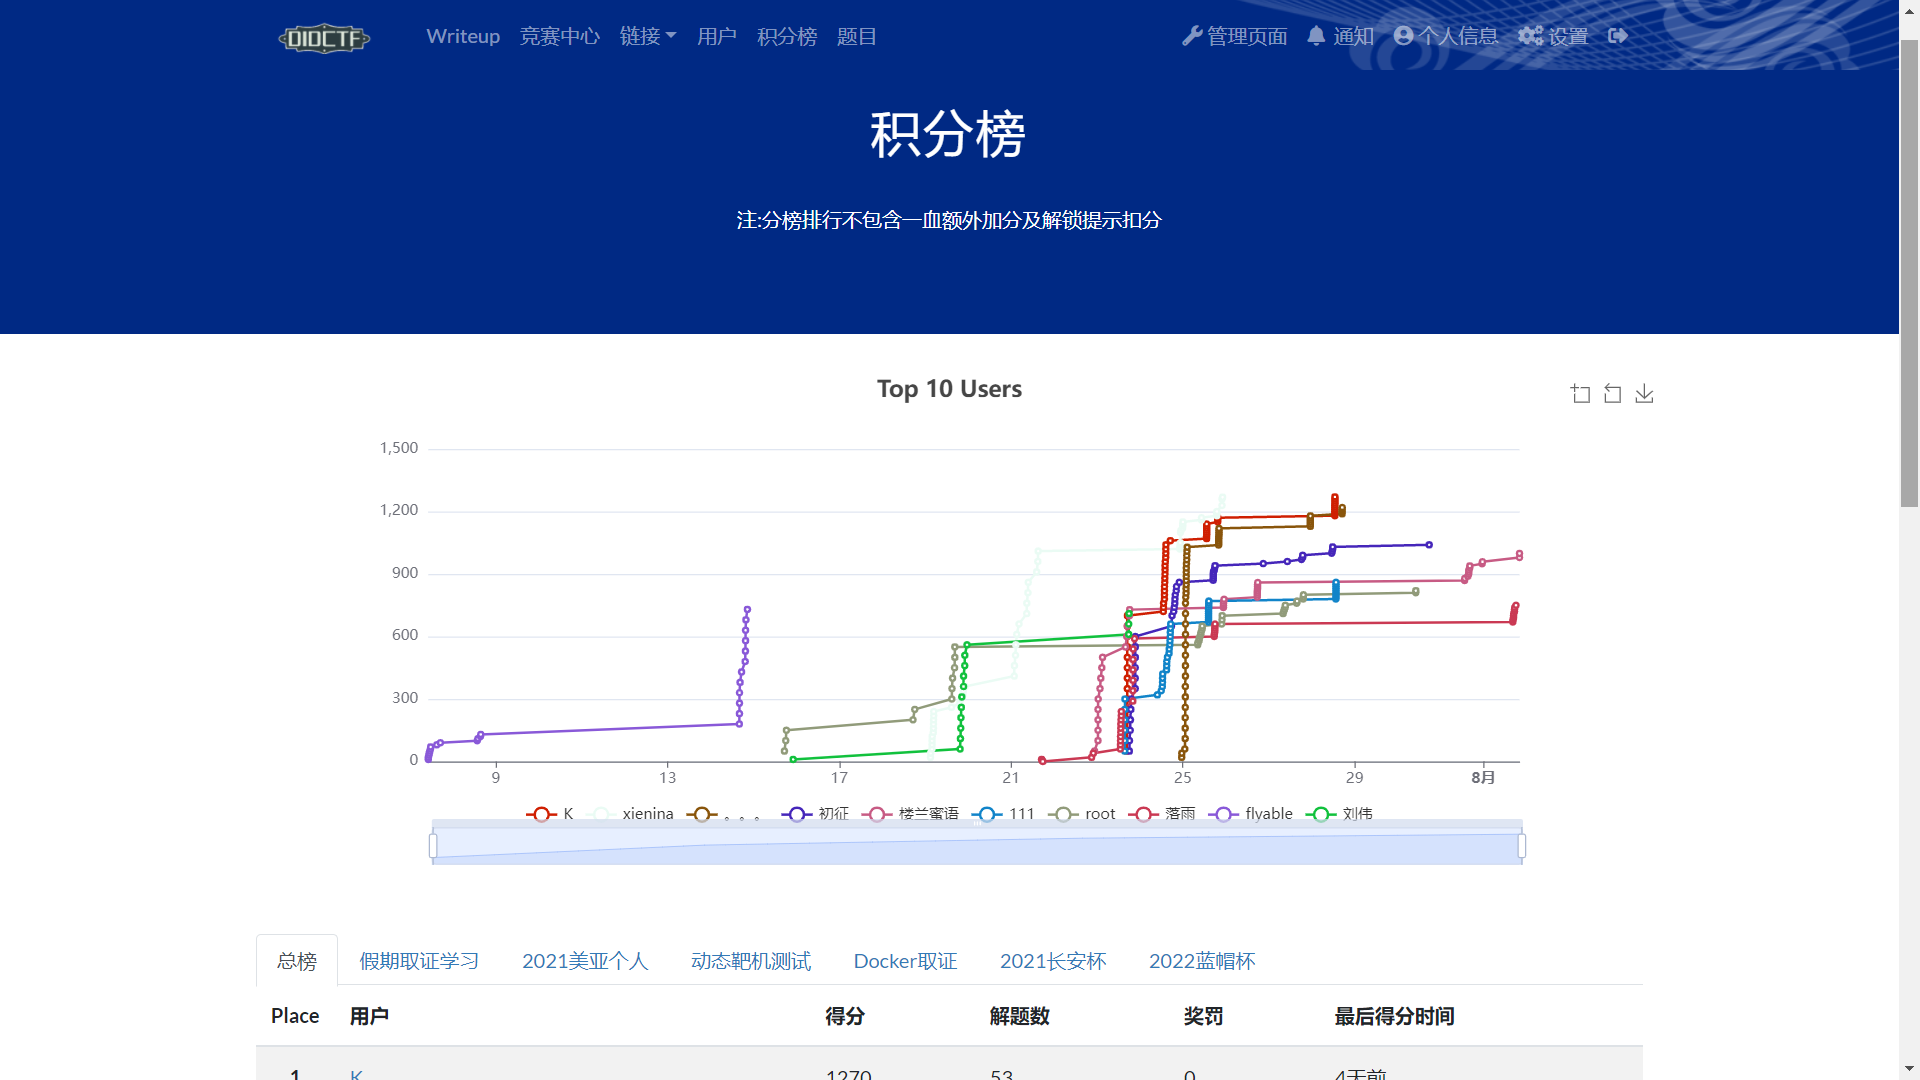 DIDCTF
Writeup 竞赛中心 链接 用户 积分榜 题目
管理页面 通知 个人信息 设置
积分榜
注:分榜排行不包含一血额外加分及解锁提示扣分
Top 10 Users
1,500
1,200
900
600
300
0
9 13 17 21 25 29 8月
K xienina 。。。 初征 楼兰蜜语 111 root 落雨 flyable 刘伟
总榜 假期取证学习 2021美亚个人 动态靶机测试 Docker取证 2021长安杯 2022蓝帽杯
Place 用户 得分 解题数 奖罚 最后得分时间
1 K 1270 53 0 4天前